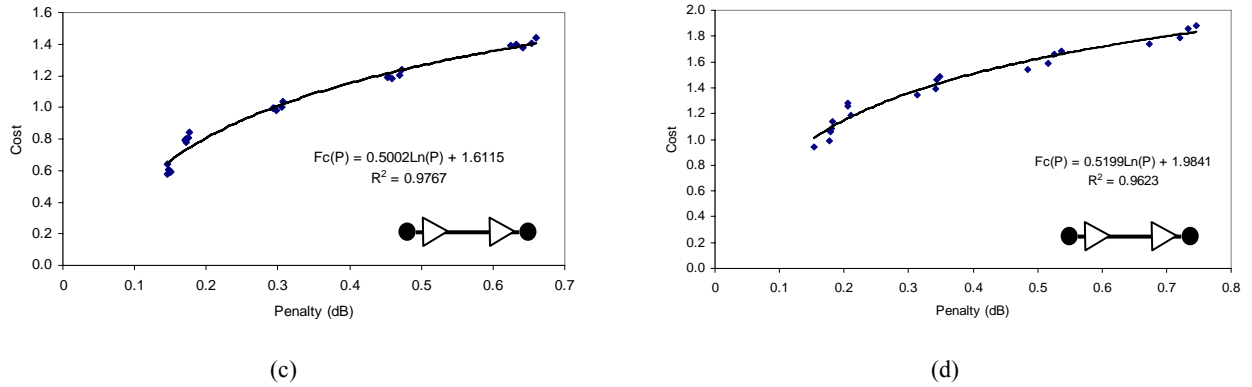 1.6
1.4
1.2
1.0
0.8
0.6
0.4
0.2
0.0
Cost
Fc(P) = 0.5002Ln(P) + 1.6115
R² = 0.9767
0 0.1 0.2 0.3 0.4 0.5 0.6 0.7
Penalty (dB)
(c)
2.0
1.8
1.6
1.4
1.2
1.0
0.8
0.6
0.4
0.2
0.0
Cost
Fc(P) = 0.5199Ln(P) + 1.9841
R² = 0.9623
0 0.1 0.2 0.3 0.4 0.5 0.6 0.7 0.8
Penalty (dB)
(d)